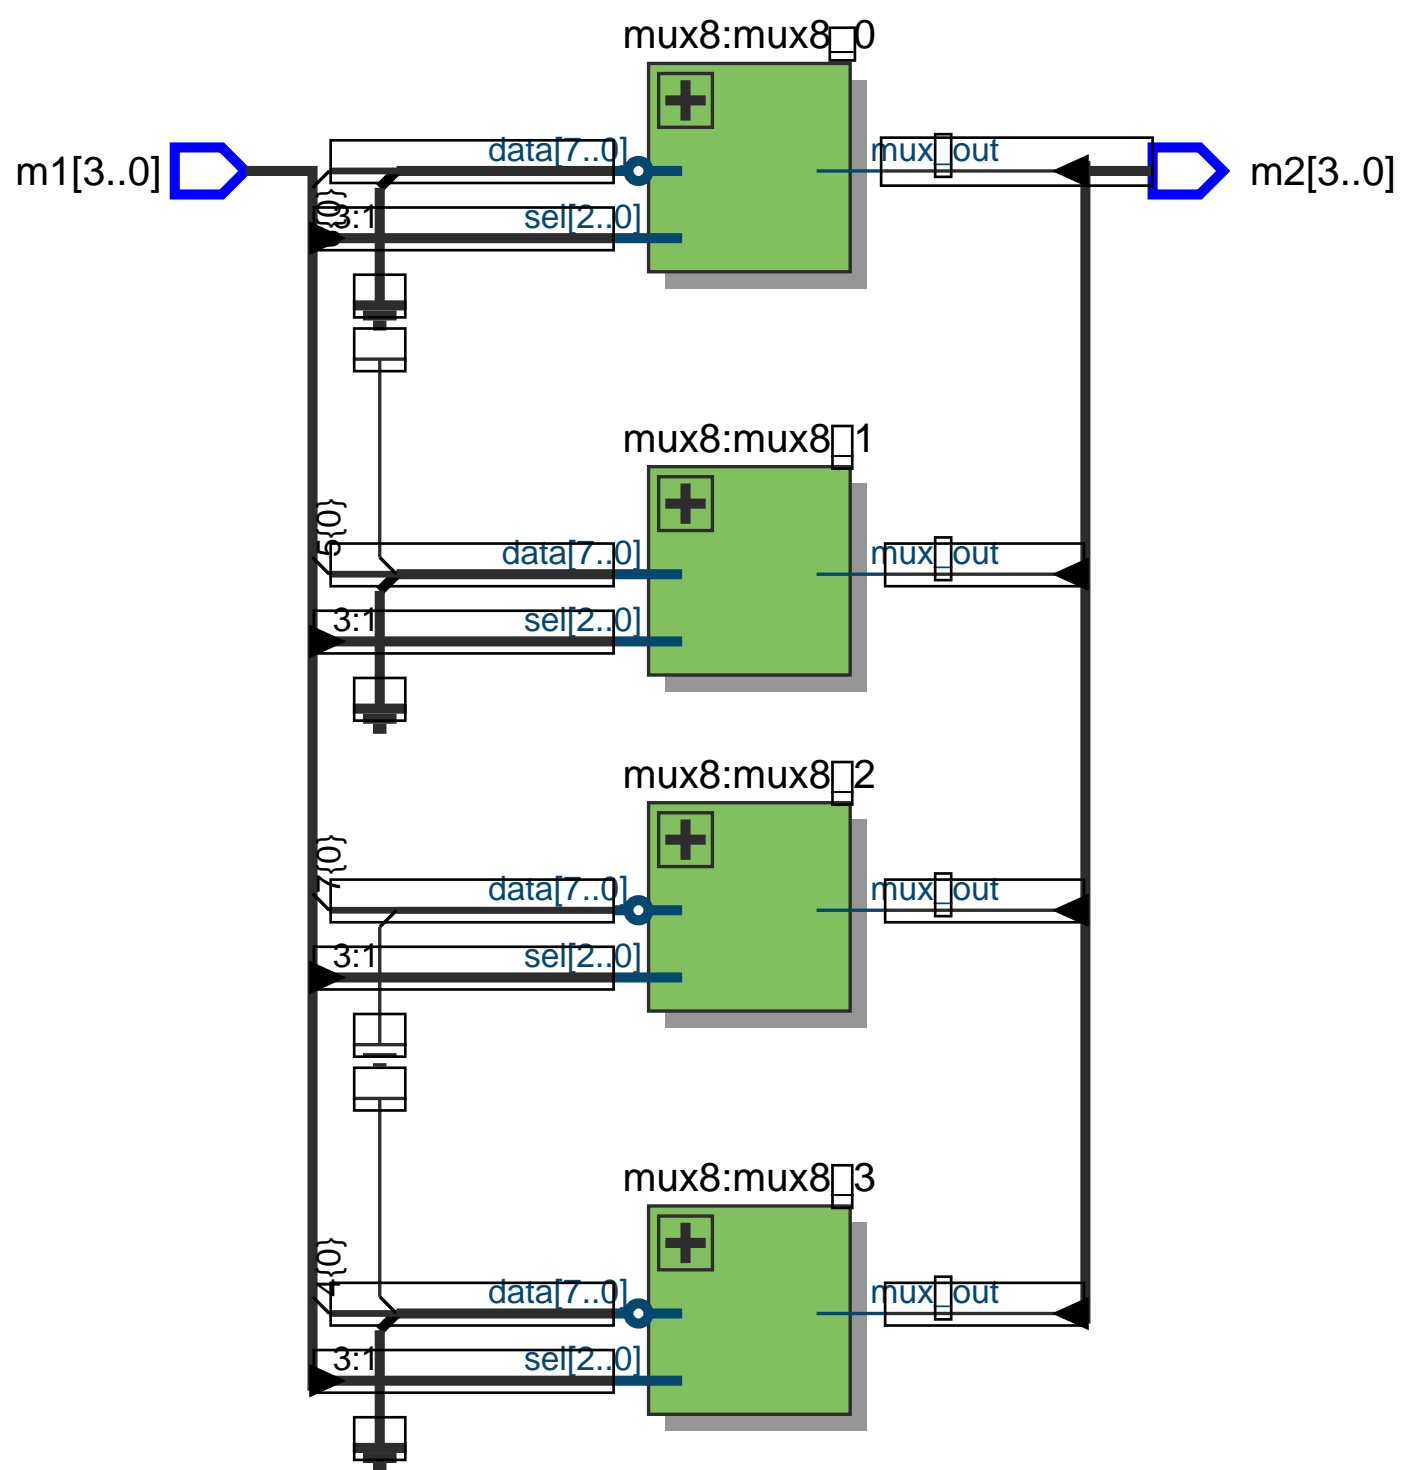 mux8:mux8_0
m1[3..0]
data[7..0]
mux_out
m2[3..0]
3:1
sel[2..0]
mux8:mux8_1
5{0}
data[7..0]
mux_out
3:1
sel[2..0]
mux8:mux8_2
7{0}
data[7..0]
mux_out
3:1
sel[2..0]
mux8:mux8_3
4{0}
data[7..0]
mux_out
3:1
sel[2..0]